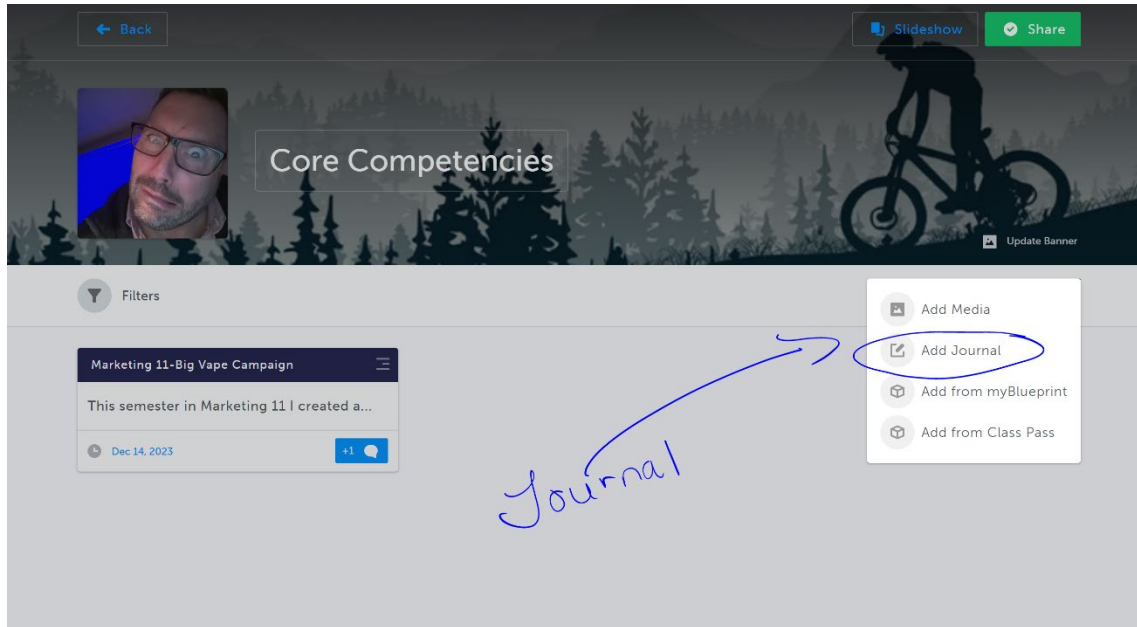 Back
Slideshow
Share
Core Competencies
Update Banner
Filters
Add Media
Add Journal
Add from myBlueprint
Add from Class Pass
Marketing 11-Big Vape Campaign
This semester in Marketing 11 I created a...
Dec 14, 2023
+1
Journal